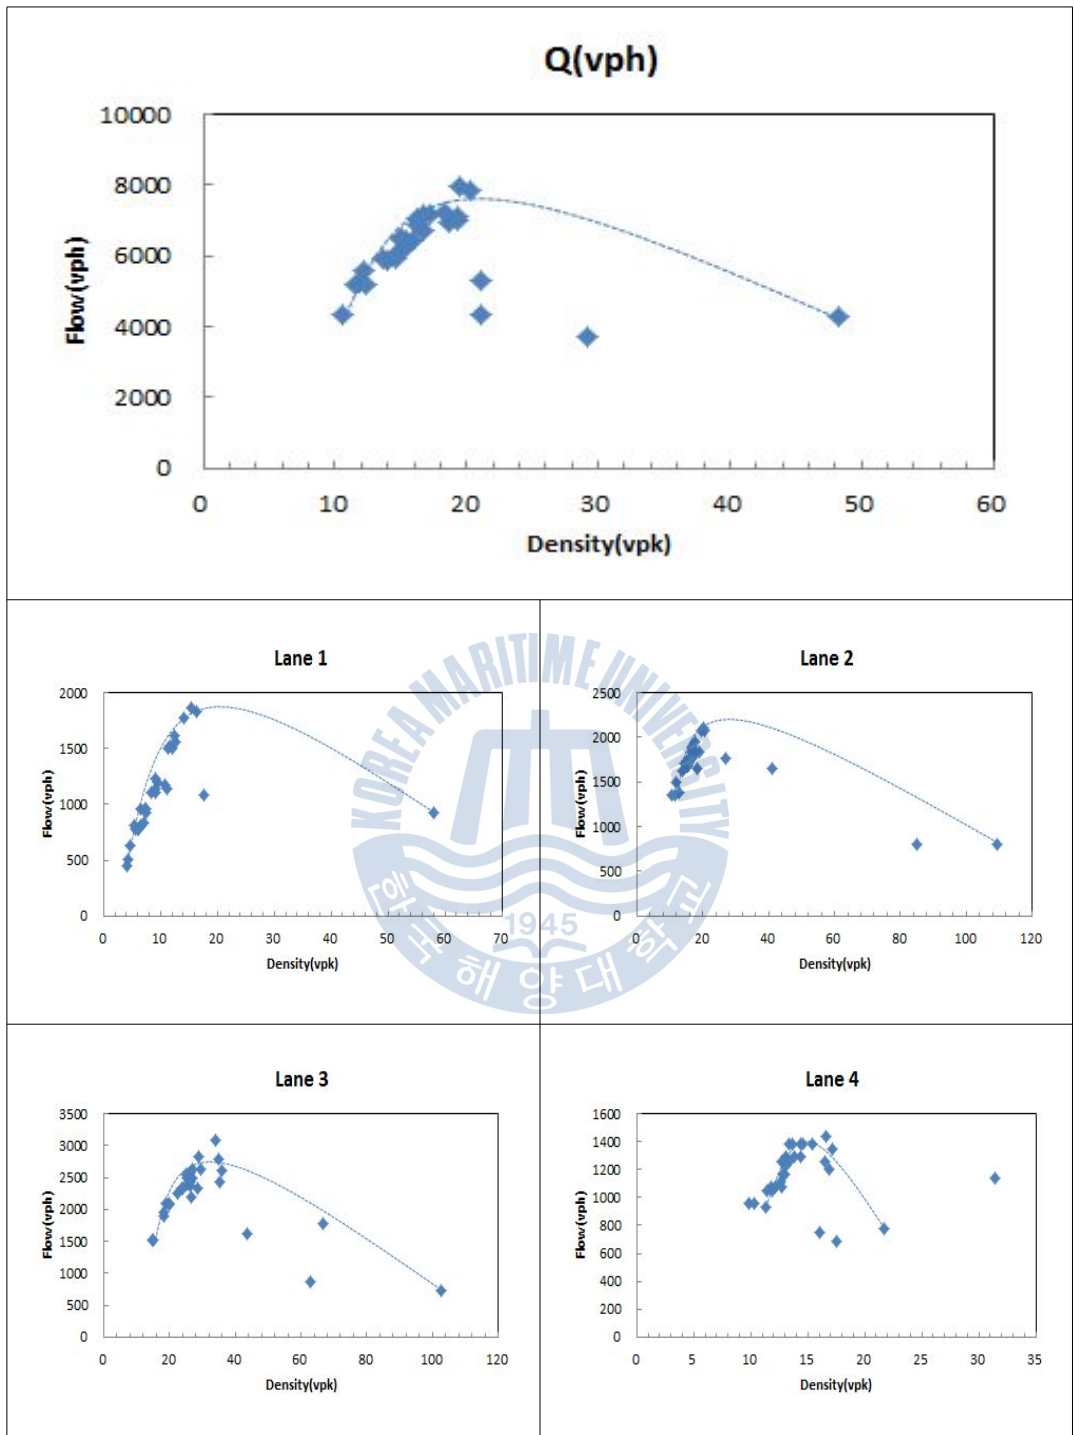 Q(vph)
10000
8000
6000
4000
2000
0
Flow(vph)
0 10 20 30 40 50 60
Density(vpk)
Lane 1
2000
1500
1000
500
0
Flow(vph)
0 10 20 30 40 50 60 70
Density(vpk)
Lane 2
2500
2000
1500
1000
500
0
Flow(vph)
0 20 40 60 80 100 120
Density(vpk)
KOREA MARITIME UNIVERSITY
1945
한국해양대학교
Lane 3
3500
3000
2500
2000
1500
1000
500
0
Flow(vph)
0 20 40 60 80 100 120
Density(vpk)
Lane 4
1600
1400
1200
1000
800
600
400
200
0
Flow(vph)
0 5 10 15 20 25 30 35
Density(vpk)